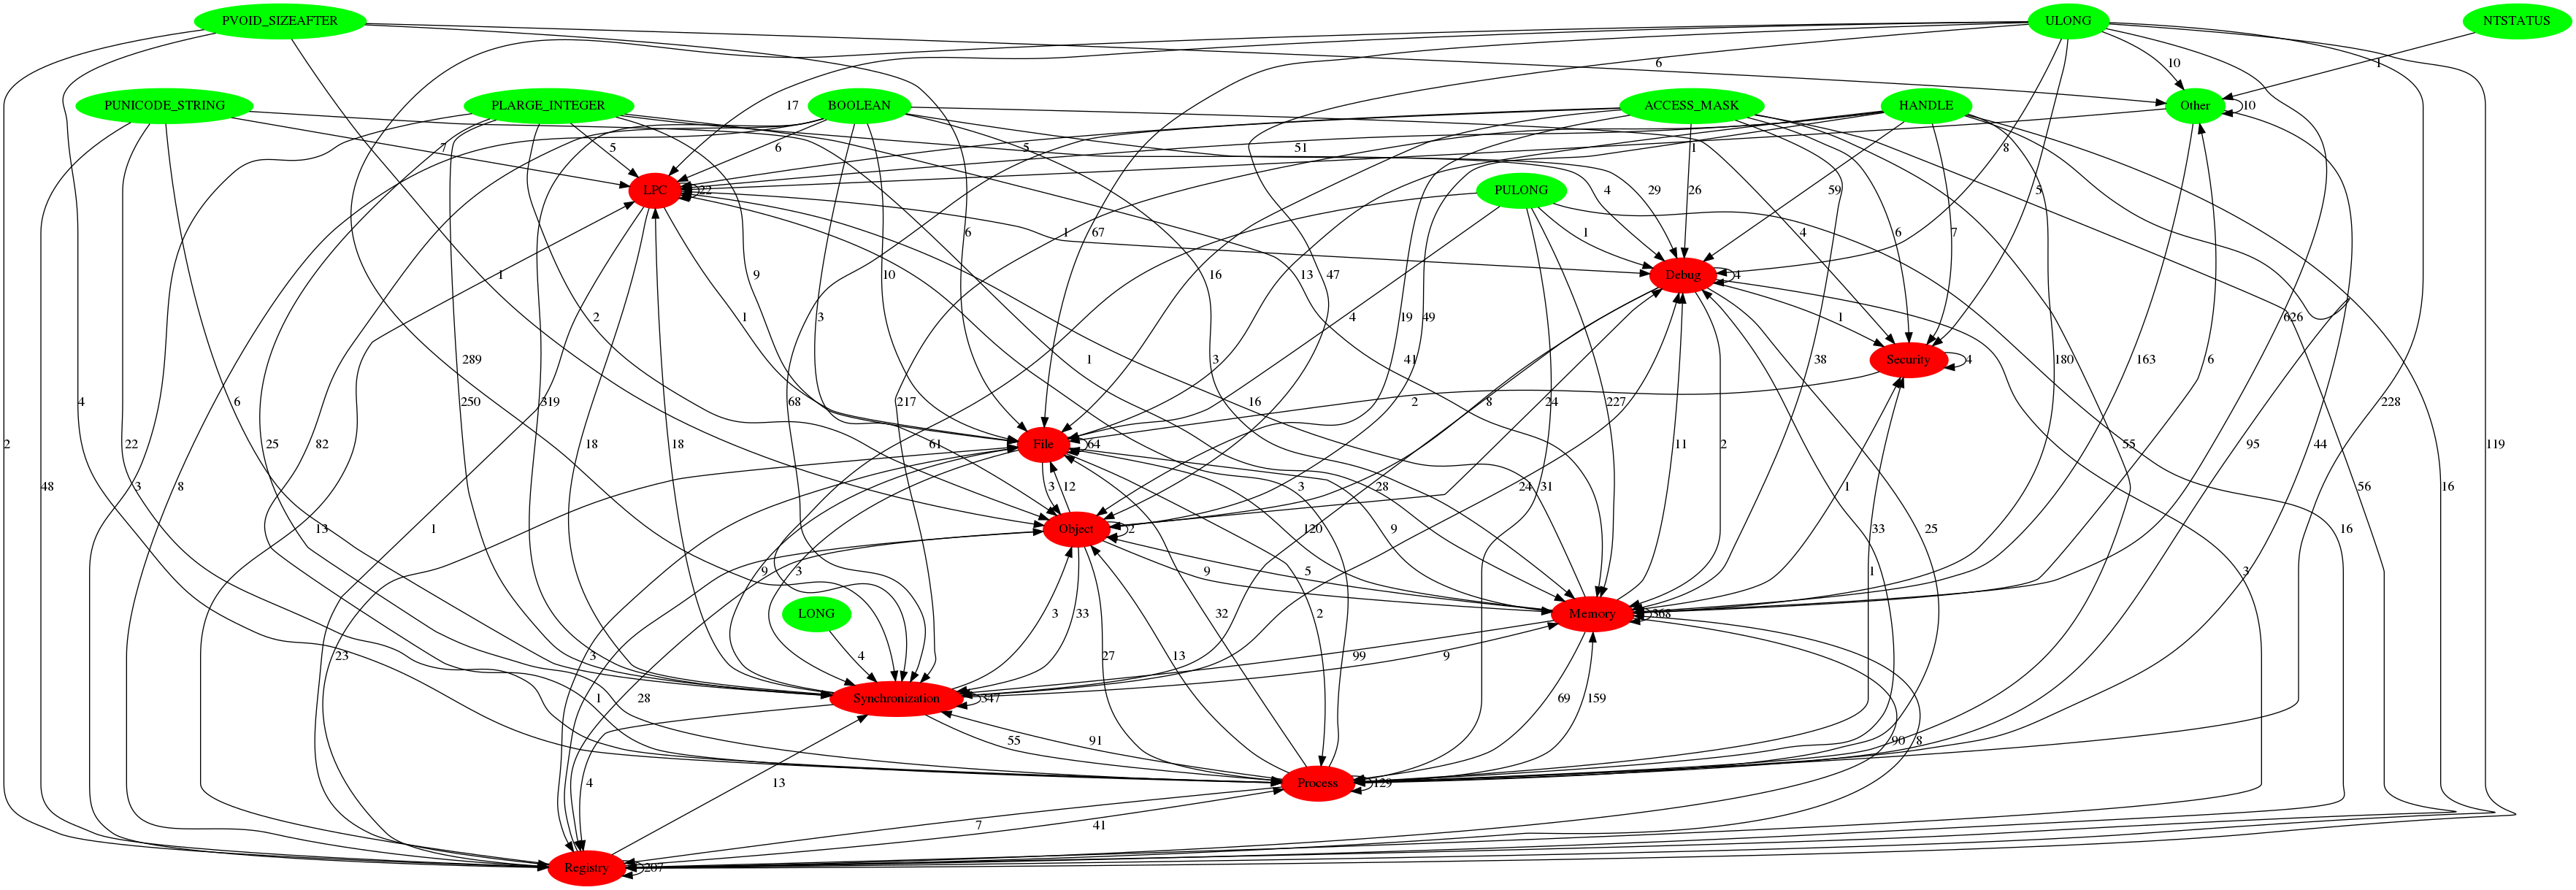 PVOID_SIZEAFTER ULONG NTSTATUS
6 10 1
PUNICODE_STRING PLARGE_INTEGER 17 BOOLEAN ACCESS_MASK HANDLE Other 10
7 5 6 5 51 1 8
LPC 22 4 29 26 PULONG 59 5
67 1 7 6 4
1 9 10 16 13 47 Debug 4
2 1 3 4 19 49 1 626
289 3 41 38 Security 4 180 163 6
250 319 68 217 16 2 8 24 227 56 228
4 6 25 82 18 18 61 File 64 11 2 25 55 95 44
2 48 22 3 8 3 12 28 3 24 31 16
13 1 Object 2 120 9 33 16 119
9 3 9 5 1 3
LONG Memory 368
23 3 4 3 33 32
1 28 27 13 99 9
Synchronization 347 69 159
55 91 90 8
4 13 Process 129
7 41
Registry 207